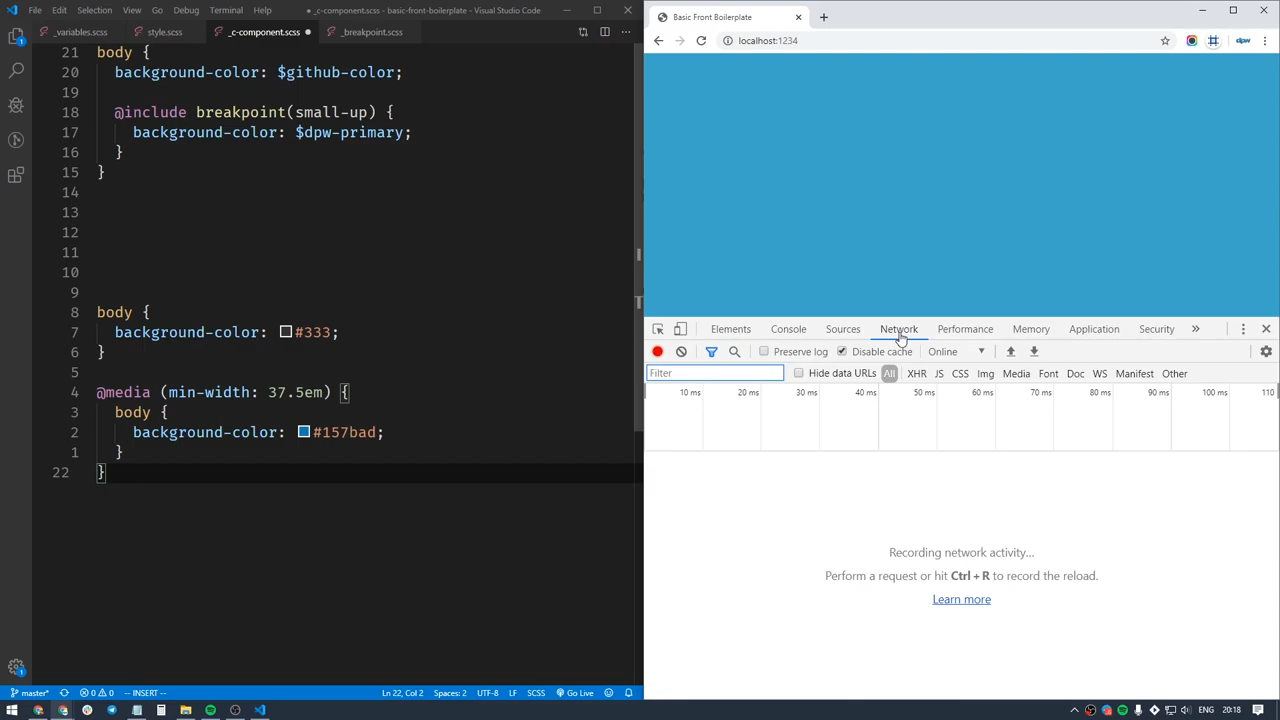 File Edit Selection View Go Debug Terminal Help ● _c-component.scss - basic-front-boilerplate - Visual Studio Code
_variables.scss style.scss _c-component.scss ● _breakpoint.scss
21 body {
20 background-color: $github-color;
19
18 @include breakpoint(small-up) {
17 background-color: $dpw-primary;
16 }
15 }
14
13
12
11
10
9
8 body {
7 background-color: #333;
6 }
5
4 @media (min-width: 37.5em) {
3 body {
2 background-color: #157bad;
1 }
22 }
master* 0 0 -- INSERT -- Ln 22, Col 2 Spaces: 2 UTF-8 LF SCSS Go Live
Basic Front Boilerplate
localhost:1234
dpw
Elements Console Sources Network Performance Memory Application Security »
Preserve log Disable cache Online
Filter Hide data URLs All XHR JS CSS Img Media Font Doc WS Manifest Other
10 ms 20 ms 30 ms 40 ms 50 ms 60 ms 70 ms 80 ms 90 ms 100 ms 110
Recording network activity...
Perform a request or hit Ctrl + R to record the reload.
Learn more
ENG 20:18